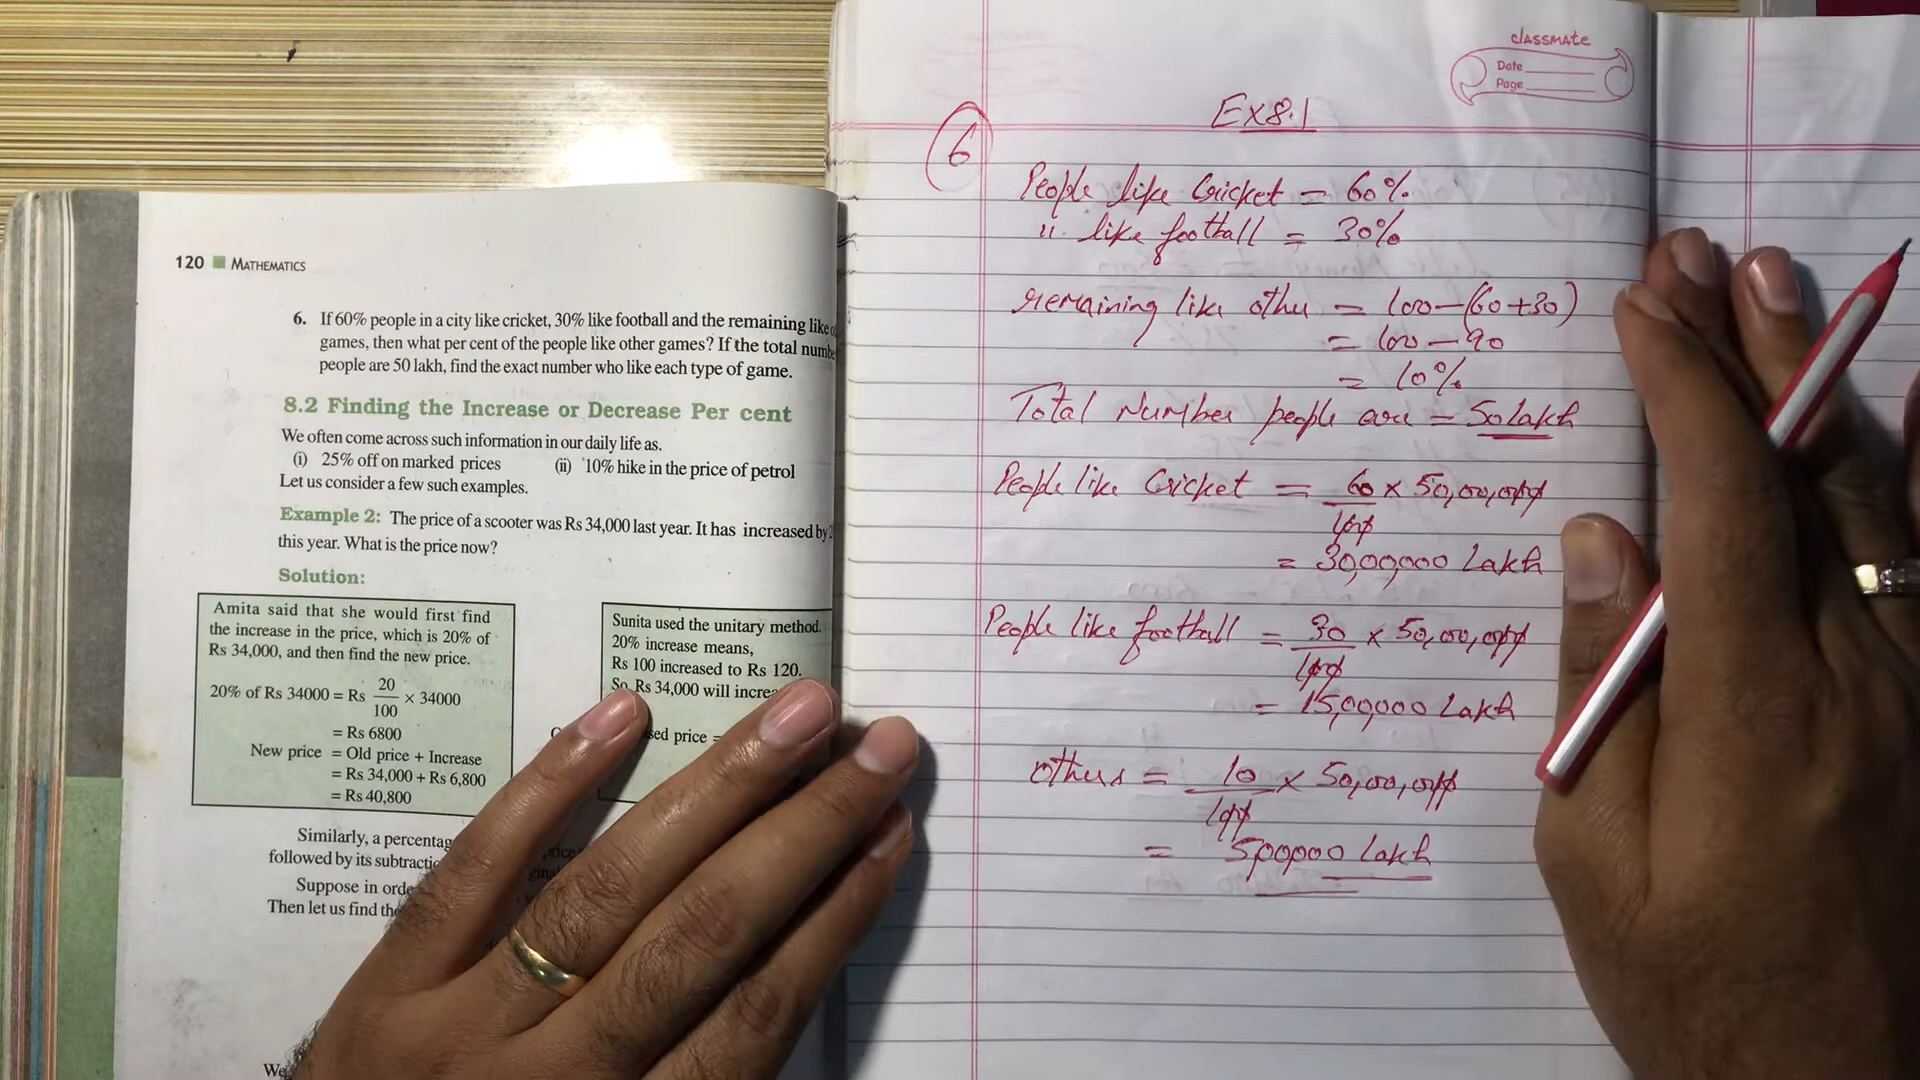 120 MATHEMATICS
6. If 60% people in a city like cricket, 30% like football and the remaining like
games, then what per cent of the people like other games? If the total
people are 50 lakh, find the exact number who like each type of game.
8.2 Finding the Increase or Decrease Per cent
We often come across such information in our daily life as.
(i) 25% off on marked prices (ii) 10% hike in the price of petrol
Let us consider a few such examples.
Example 2: The price of a scooter was Rs 34,000 last year. It has increased by
this year. What is the price now?
Solution:
Amita said that she would first find
the increase in the price, which is 20% of
Rs 34,000, and then find the new price.
20% of Rs 34000 = Rs 20/100 × 34000
= Rs 6800
New price = Old price + Increase
= Rs 34,000 + Rs 6,800
= Rs 40,800
Sunita used the unitary method.
20% increase means,
Rs 100 increased to Rs 120.
So, Rs 34,000 will
price =
Similarly, a
followed by its
Suppose in
Then let us find
We
classmate
Date
Page
Ex 8.1
6
People like Cricket = 60%
11. like football = 30%
remaining like other = 100-(60+30)
= 100-90
= 10%
Total Number people are = 50 Lakh
People like Cricket = 60/100 × 50,00,000
= 30,00,000 Lakh
People like football = 30/100 × 50,00,000
= 15,00,000 Lakh
others = 10/100 × 50,00,000
= 5,00,000 Lakh